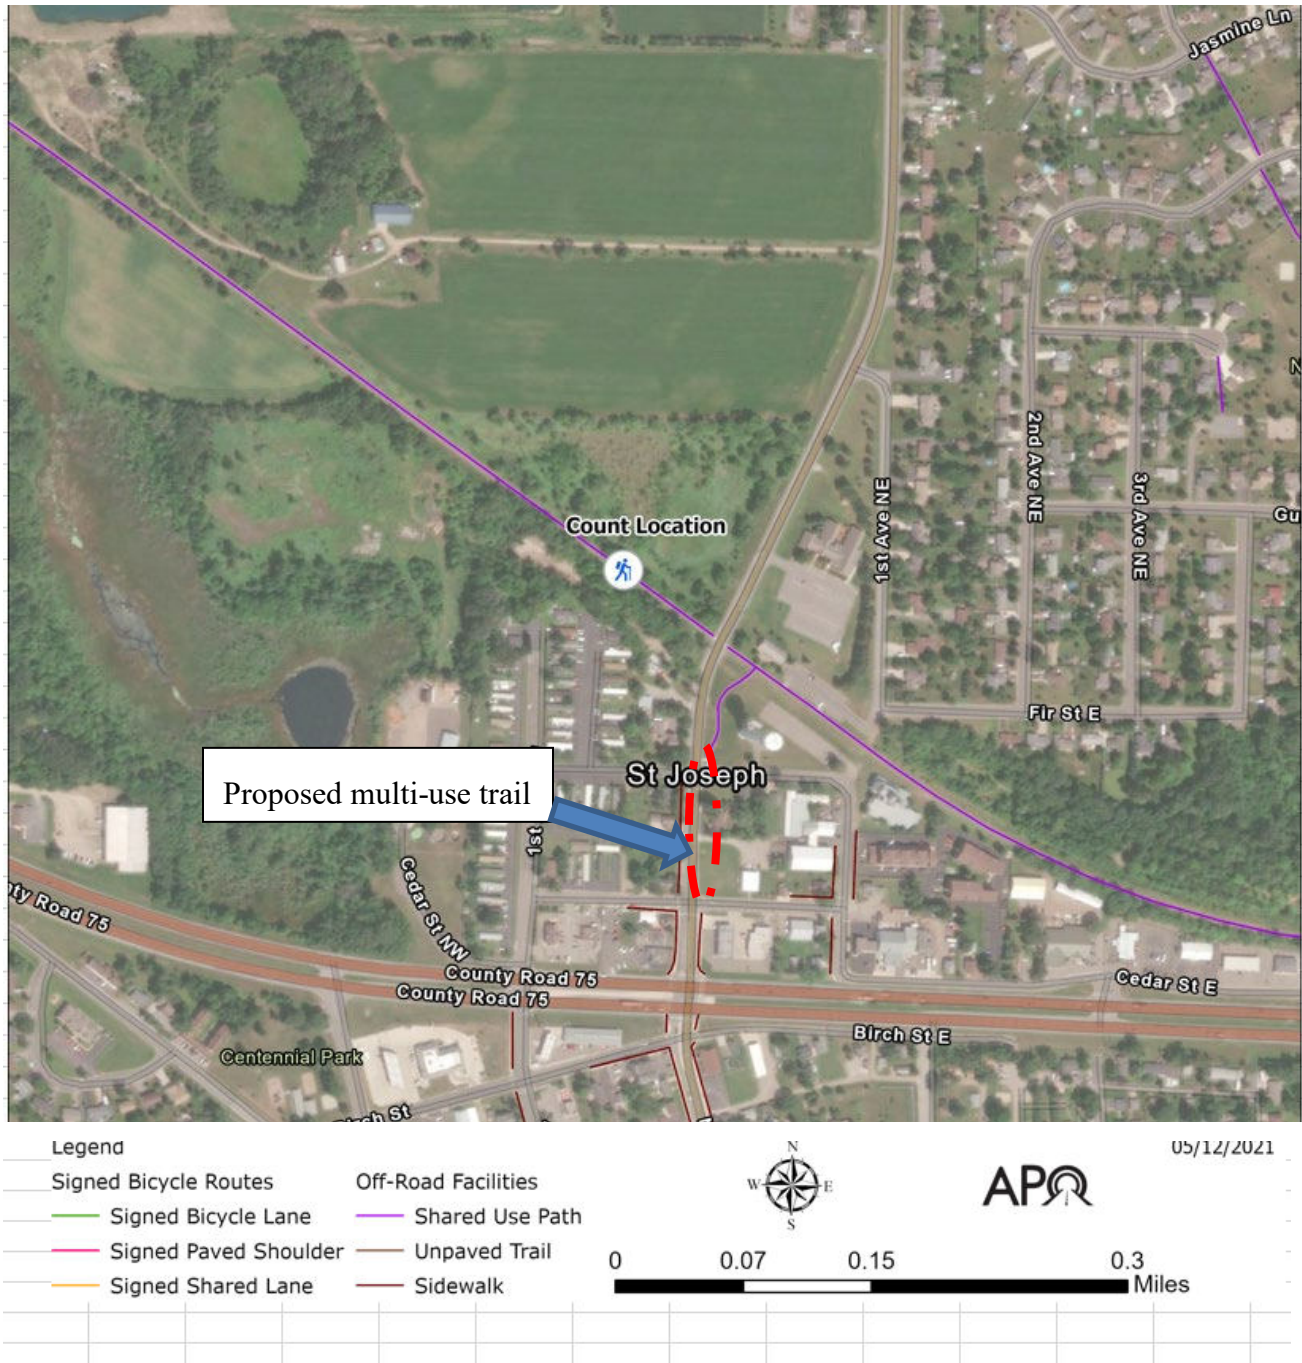 Jasmine Ln
2nd Ave NE
3rd Ave NE
1st Ave NE
Gu
Count Location
Fir St E
St Joseph
Proposed multi-use trail
1st
Cedar St NW
nty Road 75
County Road 75
County Road 75
Cedar St E
Birch St E
Centennial Park
Birch St
Legend
05/12/2021
Signed Bicycle Routes
Off-Road Facilities
Signed Bicycle Lane
Shared Use Path
Signed Paved Shoulder
Unpaved Trail
Signed Shared Lane
Sidewalk
N
W E
S
APO
0 0.07 0.15 0.3
Miles